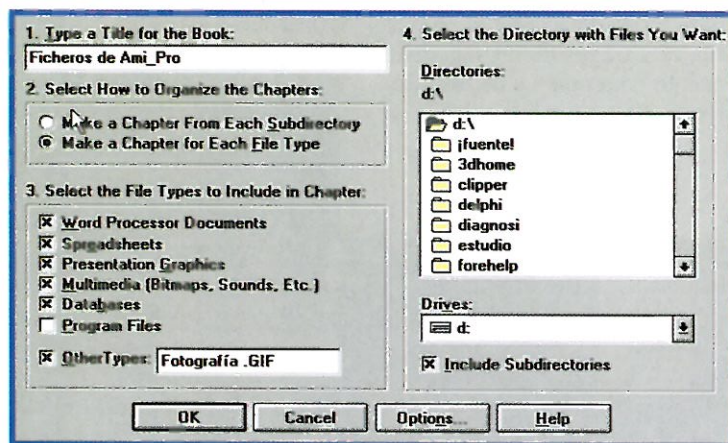 1. Type a Title for the Book:
Ficheros de Ami_Pro
2. Select How to Organize the Chapters:
Make a Chapter From Each Subdirectory
Make a Chapter for Each File Type
3. Select the File Types to Include in Chapter:
Word Processor Documents
Spreadsheets
Presentation Graphics
Multimedia (Bitmaps, Sounds, Etc.)
Databases
Program Files
OtherTypes: Fotografía .GIF
4. Select the Directory with Files You Want:
Directories:
d:\
d:\
¡fuente!
3dhome
clipper
delphi
diagnosi
estudio
forehelp
Drives:
d:
Include Subdirectories
OK Cancel Options... Help